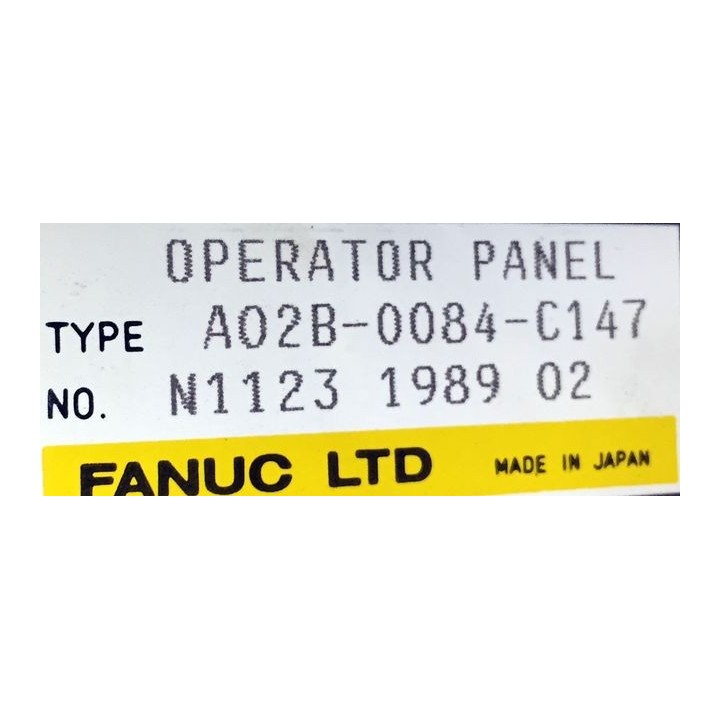 OPERATOR PANEL
TYPE A02B-0084-C147
NO. N1123 1989 02
FANUC LTD MADE IN JAPAN